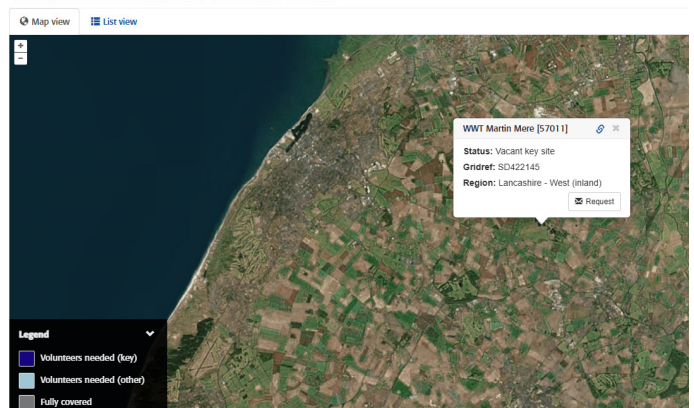 Map view
List view
+
−
WWT Martin Mere [57011]
Status: Vacant key site
Gridref: SD422145
Region: Lancashire - West (inland)
Request
Legend
Volunteers needed (key)
Volunteers needed (other)
Fully covered